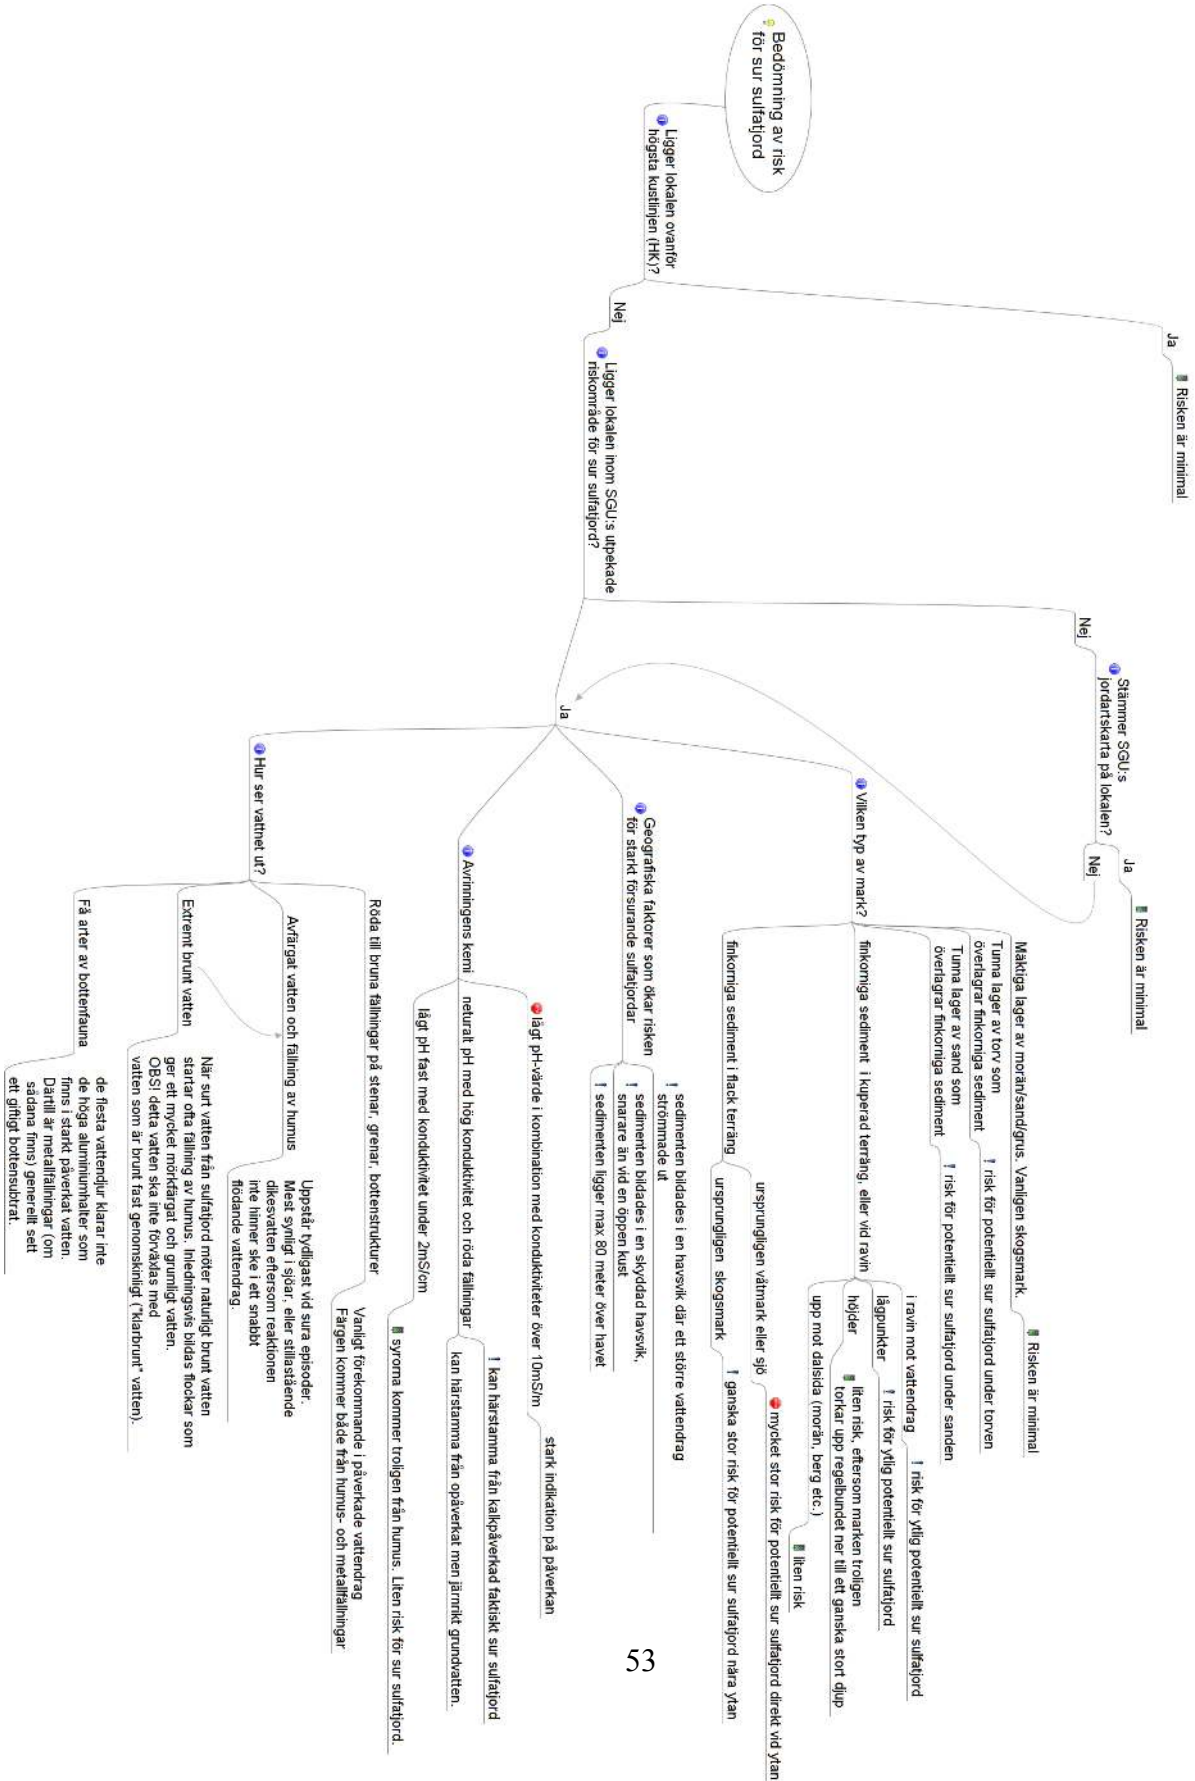 Bedömning av risk
för sur sulfatjord
Ligger lokalen ovanför
högsta kustlinjen (HK)?
Ja
Risken är minimal
Nej
Ligger lokalen inom SGU:s utpekade
riskområde för sur sulfatjord?
Nej
Stämmer SGU:s
jordartskarta på lokalen?
Ja
Risken är minimal
Nej
Ja
Vilken typ av mark?
Mäktiga lager av morän/sand/grus. Vanligen skogsmark.
Risken är minimal
Tunna lager av torv som
överlagrar finkorniga sediment
! risk för potentiellt sur sulfatjord under torven
Tunna lager av sand som
överlagrar finkorniga sediment
! risk för potentiellt sur sulfatjord under sanden
finkorniga sediment i kuperad terräng, eller vid ravin
i ravin mot vattendrag
! risk för ytlig potentiellt sur sulfatjord
lågpunkter
! risk för ytlig potentiellt sur sulfatjord
höjder
liten risk, eftersom marken troligen
torkar upp regelbundet ner till ett ganska stort djup
upp mot dalsida (morän, berg etc.)
liten risk
finkorniga sediment i flack terräng
ursprungligen våtmark eller sjö
mycket stor risk för potentiellt sur sulfatjord direkt vid ytan
ursprungligen skogsmark
! ganska stor risk för potentiellt sur sulfatjord nära ytan
Geografiska faktorer som ökar risken
för starkt försurande sulfatjordar
! sedimenten bildades i en havsvik där ett större vattendrag
strömmade ut
! sedimenten bildades i en skyddad havsvik,
snarare än vid en öppen kust
! sedimenten ligger max 80 meter över havet
Avrinningens kemi
lågt pH-värde i kombination med konduktiviteter över 10mS/m
stark indikation på påverkan
neturalt pH med hög konduktivitet och röda fällningar
! kan härstamma från kalkpåverkad faktiskt sur sulfatjord
kan härstamma från opåverkat men järnrikt grundvatten.
lågt pH fast med konduktivitet under 2mS/cm
syrorna kommer troligen från humus. Liten risk för sur sulfatjord.
Hur ser vattnet ut?
Röda till bruna fällningar på stenar, grenar, bottenstrukturer
Vanligt förekommande i påverkade vattendrag
Färgen kommer både från humus- och metallfällningar
Avfärgat vatten och fällning av humus
Uppstår tydligast vid sura episoder.
Mest synligt i sjöar, eller stillastående
dikesvatten eftersom reaktionen
inte hinner ske i ett snabbt
flödande vattendrag.
Extremt brunt vatten
När surt vatten från sulfatjord möter naturligt brunt vatten
startar ofta fällning av humus. Inledningsvis bildas flockar som
ger ett mycket mörkfärgat och grumligt vatten.
OBS! detta vatten ska inte förväxlas med
vatten som är brunt fast genomskinligt ("klarbrunt" vatten).
Få arter av bottenfauna
de flesta vattendjur klarar inte
de höga aluminiumhalter som
finns i starkt påverkat vatten.
Därtill är metallfällningar (om
sådana finns) generellt sett
ett giftigt bottensubtrat.
53